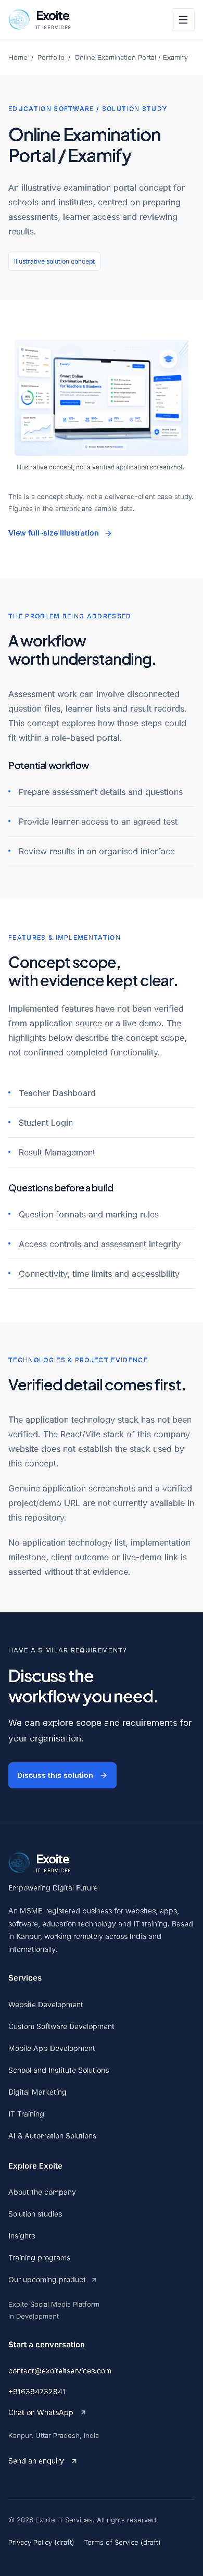 Exoite
IT SERVICES
Home / Portfolio / Online Examination Portal / Examify
EDUCATION SOFTWARE / SOLUTION STUDY
Online Examination
Portal / Examify
An illustrative examination portal concept for
schools and institutes, centred on preparing
assessments, learner access and reviewing
results.
Illustrative solution concept
Examify
Smart Online
Examination Platform
for Teachers & Students
Illustrative concept, not a verified application screenshot.
This is a concept study, not a delivered-client case study.
Figures in the artwork are sample data.
View full-size illustration →
THE PROBLEM BEING ADDRESSED
A workflow
worth understanding.
Assessment work can involve disconnected
question files, learner lists and result records.
This concept explores how those steps could
fit within a role-based portal.
Potential workflow
• Prepare assessment details and questions
• Provide learner access to an agreed test
• Review results in an organised interface
FEATURES & IMPLEMENTATION
Concept scope,
with evidence kept clear.
Implemented features have not been verified
from application source or a live demo. The
highlights below describe the concept scope,
not confirmed completed functionality.
• Teacher Dashboard
• Student Login
• Result Management
Questions before a build
• Question formats and marking rules
• Access controls and assessment integrity
• Connectivity, time limits and accessibility
TECHNOLOGIES & PROJECT EVIDENCE
Verified detail comes first.
The application technology stack has not been
verified. The React/Vite stack of this company
website does not establish the stack used by
this concept.
Genuine application screenshots and a verified
project/demo URL are not currently available in
this repository.
No application technology list, implementation
milestone, client outcome or live-demo link is
asserted without that evidence.
HAVE A SIMILAR REQUIREMENT?
Discuss the
workflow you need.
We can explore scope and requirements for
your organisation.
Discuss this solution →
Exoite
IT SERVICES
Empowering Digital Future
An MSME-registered business for websites, apps,
software, education technology and IT training. Based
in Kanpur, working remotely across India and
internationally.
Services
Website Development
Custom Software Development
Mobile App Development
School and Institute Solutions
Digital Marketing
IT Training
AI & Automation Solutions
Explore Exoite
About the company
Solution studies
Insights
Training programs
Our upcoming product ↗
Exoite Social Media Platform
In Development
Start a conversation
contact@exoiteitservices.com
+916394732841
Chat on WhatsApp ↗
Kanpur, Uttar Pradesh, India
Send an enquiry ↗
© 2026 Exoite IT Services. All rights reserved.
Privacy Policy (draft) Terms of Service (draft)